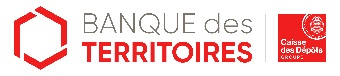 BANQUE des
TERRITOIRES
Caisse
des Dépôts
GROUPE